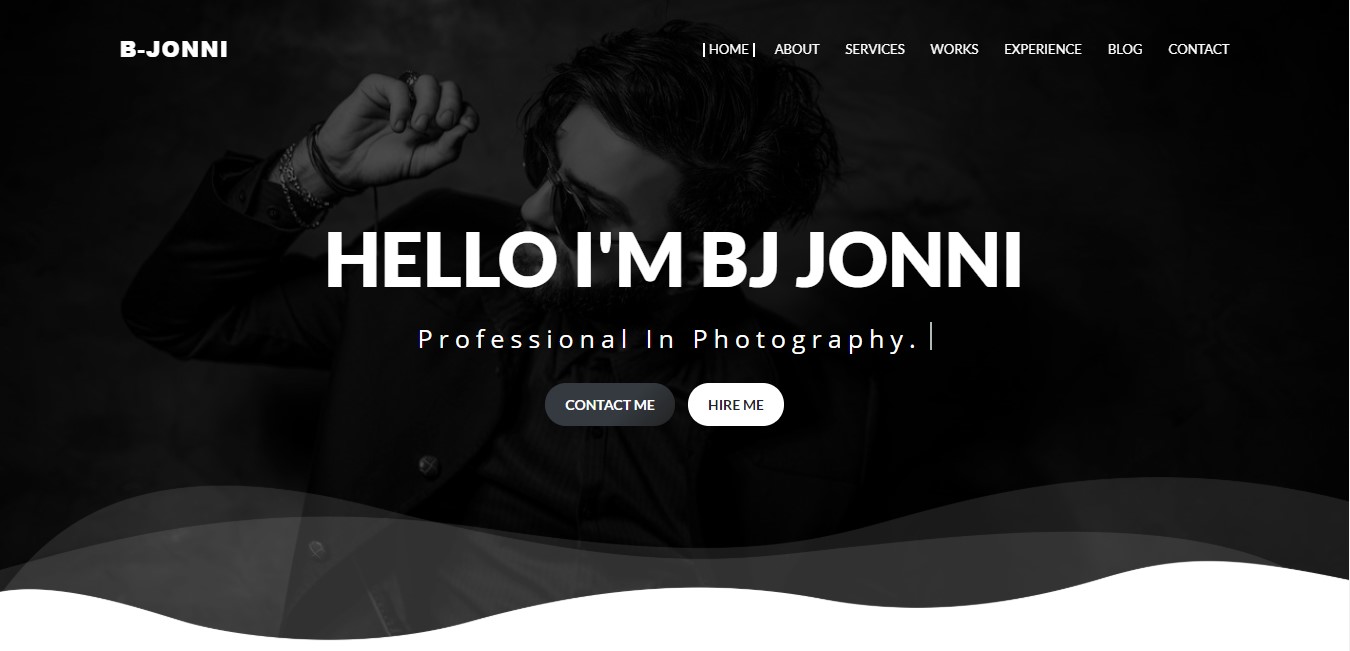 B-JONNI
HOME ABOUT SERVICES WORKS EXPERIENCE BLOG CONTACT
HELLO I'M BJ JONNI
Professional In Photography.
CONTACT ME HIRE ME